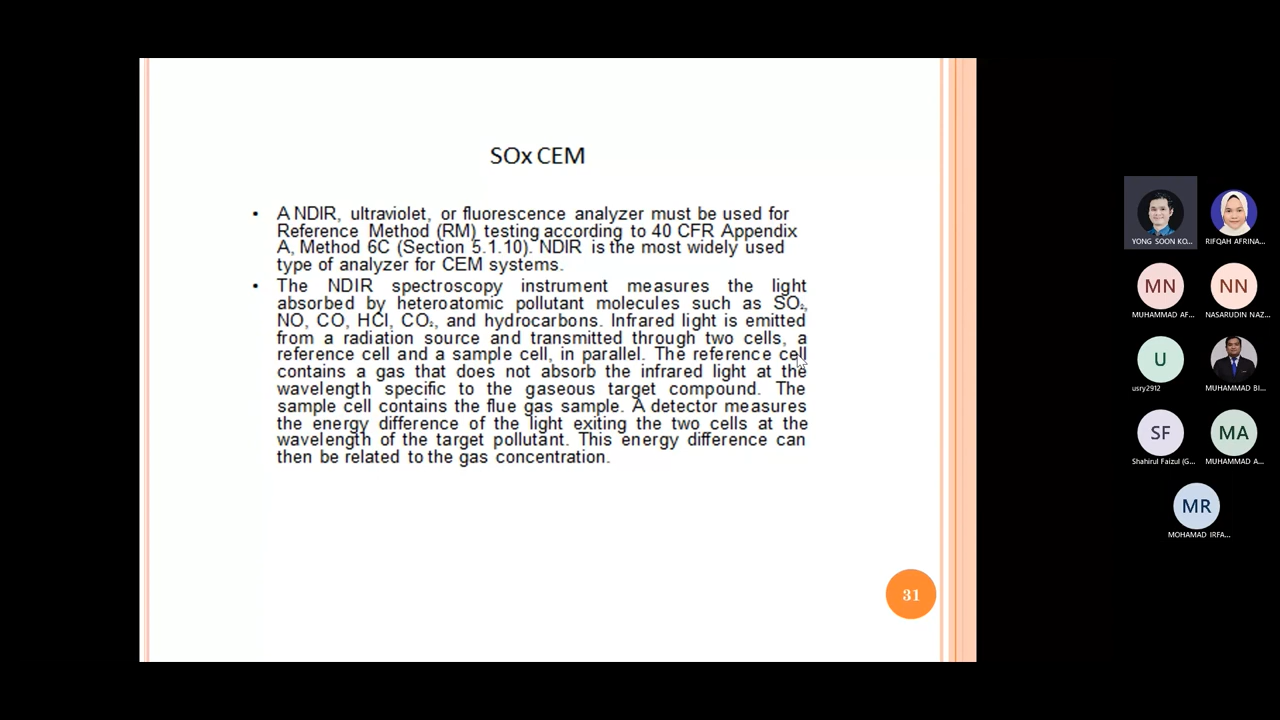 SOx CEM
• A NDIR, ultraviolet, or fluorescence analyzer must be used for
Reference Method (RM) testing according to 40 CFR Appendix
A, Method 6C (Section 5.1.10). NDIR is the most widely used
type of analyzer for CEM systems.
• The NDIR spectroscopy instrument measures the light
absorbed by heteroatomic pollutant molecules such as SO₂,
NO, CO, HCl, CO₂, and hydrocarbons. Infrared light is emitted
from a radiation source and transmitted through two cells, a
reference cell and a sample cell, in parallel. The reference cell
contains a gas that does not absorb the infrared light at the
wavelength specific to the gaseous target compound. The
sample cell contains the flue gas sample. A detector measures
the energy difference of the light exiting the two cells at the
wavelength of the target pollutant. This energy difference can
then be related to the gas concentration.
31
YONG SOON KO...
RIFQAH AFRINA...
MN
NN
MUHAMMAD AF...
NASARUDIN NAZ...
U
usry2912
MUHAMMAD BI...
SF
MA
Shahirul Faizul (G...
MUHAMMAD A...
MR
MOHAMAD IRFA...